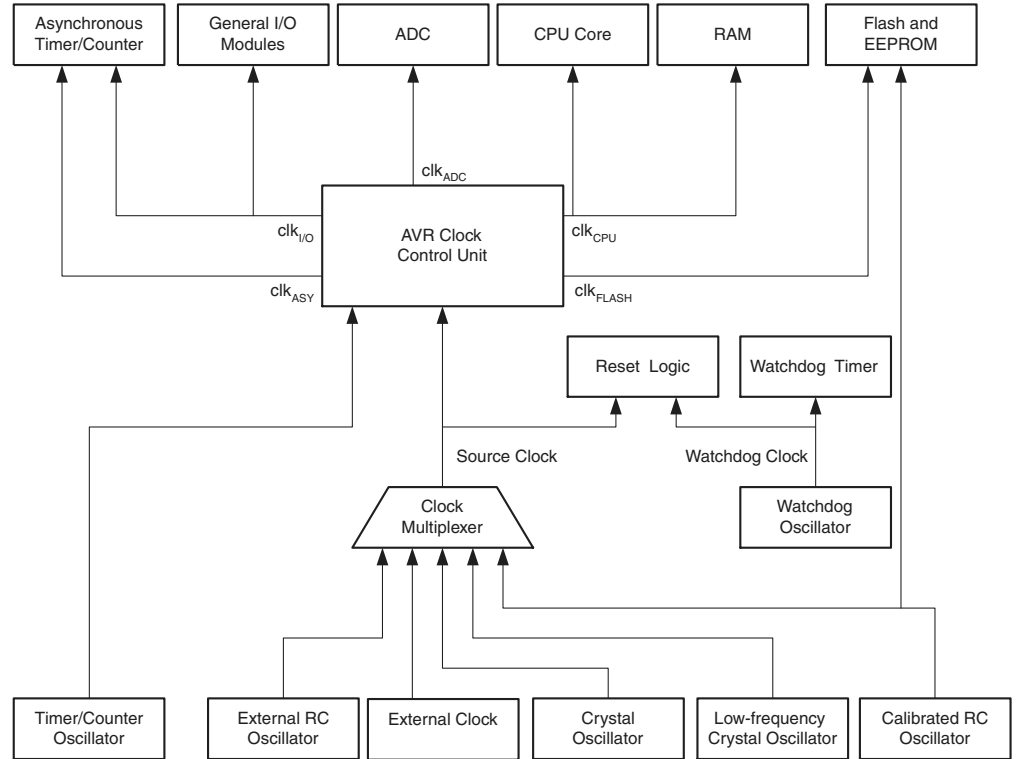 Asynchronous
Timer/Counter
General I/O
Modules
ADC
CPU Core
RAM
Flash and
EEPROM
clkADC
clkI/O
AVR Clock
Control Unit
clkCPU
clkASY
clkFLASH
Reset Logic
Watchdog Timer
Source Clock
Watchdog Clock
Clock
Multiplexer
Watchdog
Oscillator
Timer/Counter
Oscillator
External RC
Oscillator
External Clock
Crystal
Oscillator
Low-frequency
Crystal Oscillator
Calibrated RC
Oscillator